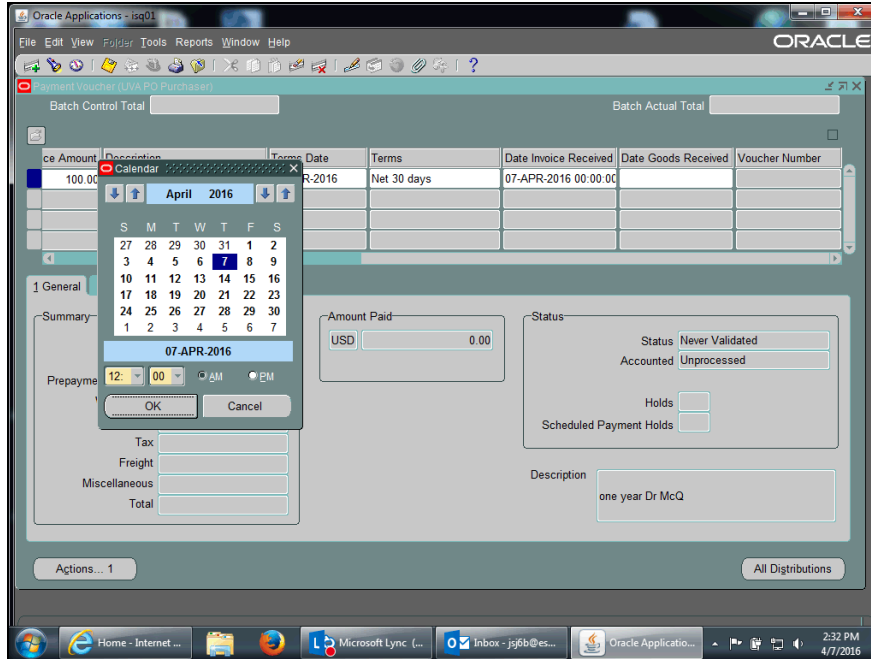 Oracle Applications - isq01
File Edit View Folder Tools Reports Window Help
ORACLE
Payment Voucher (UVA PO Purchaser)
Batch Control Total
Batch Actual Total
ce Amount Description Terms Date Terms Date Invoice Received Date Goods Received Voucher Number
100.00 R-2016 Net 30 days 07-APR-2016 00:00:00
Calendar
April 2016
S M T W T F S
27 28 29 30 31 1 2
3 4 5 6 7 8 9
10 11 12 13 14 15 16
17 18 19 20 21 22 23
24 25 26 27 28 29 30
1 2 3 4 5 6 7
07-APR-2016
12: 00 AM PM
OK Cancel
1 General
Summary
Prepayme
Tax
Freight
Miscellaneous
Total
Amount Paid
USD 0.00
Status
Status Never Validated
Accounted Unprocessed
Holds
Scheduled Payment Holds
Description
one year Dr McQ
Actions... 1
All Distributions
Home - Internet ...
Microsoft Lync (...
Inbox - jsj6b@es...
Oracle Applicatio...
2:32 PM
4/7/2016